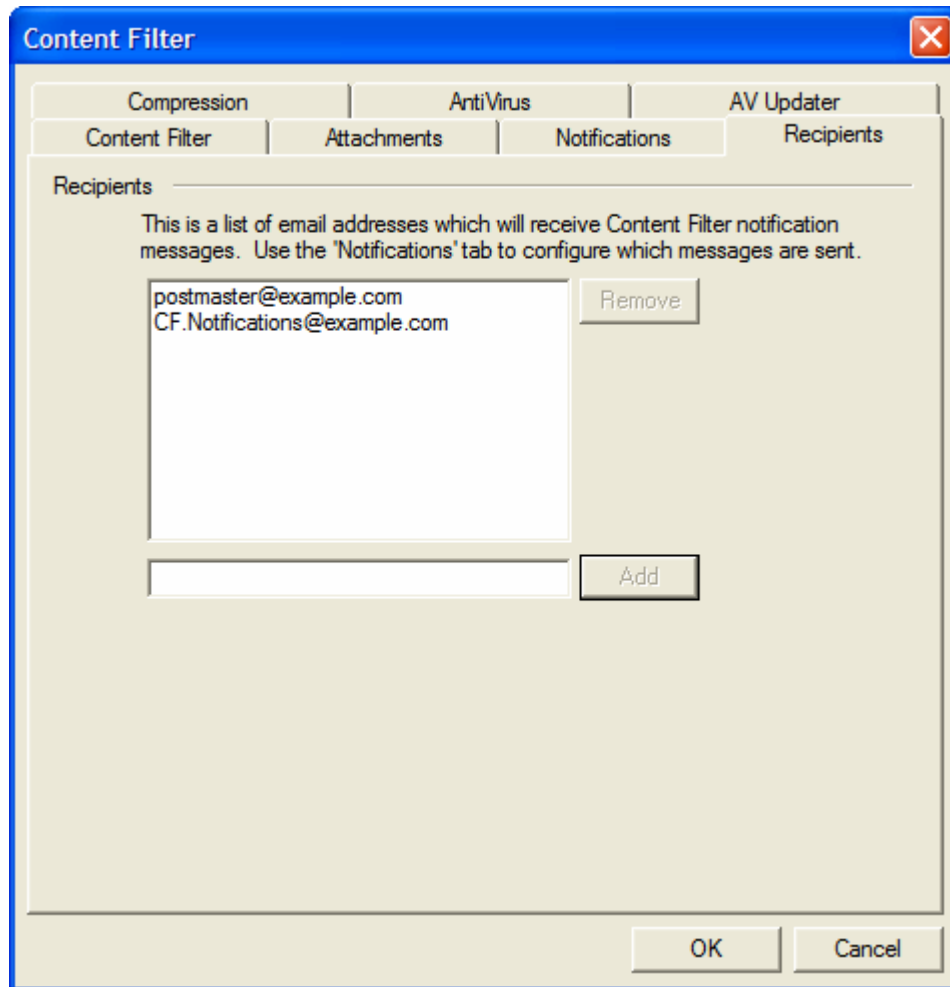 Content Filter
Compression AntiVirus AV Updater
Content Filter Attachments Notifications Recipients
Recipients
This is a list of email addresses which will receive Content Filter notification
messages.  Use the 'Notifications' tab to configure which messages are sent.
postmaster@example.com Remove
CF.Notifications@example.com
Add
OK Cancel